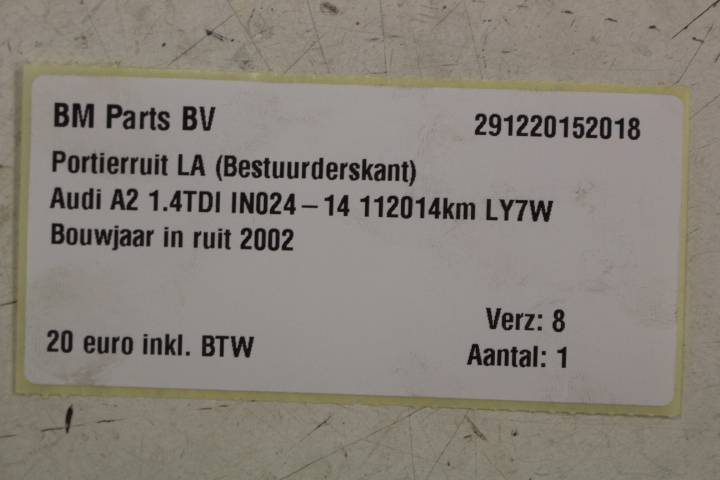 BM Parts BV 291220152018
Portierruit LA (Bestuurderskant)
Audi A2 1.4TDI IN024-14 112014km LY7W
Bouwjaar in ruit 2002
Verz: 8
20 euro inkl. BTW Aantal: 1